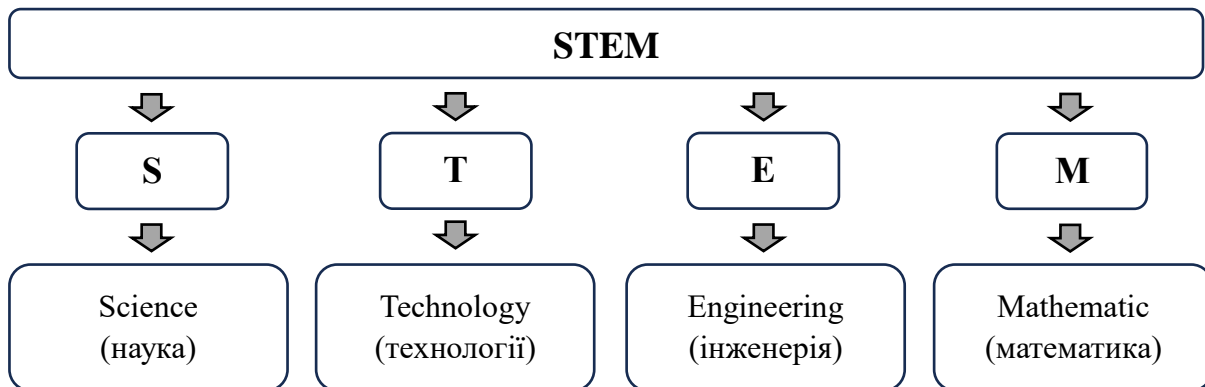 STEM
S
T
E
M
Science
(наука)
Technology
(технології)
Engineering
(інженерія)
Mathematic
(математика)